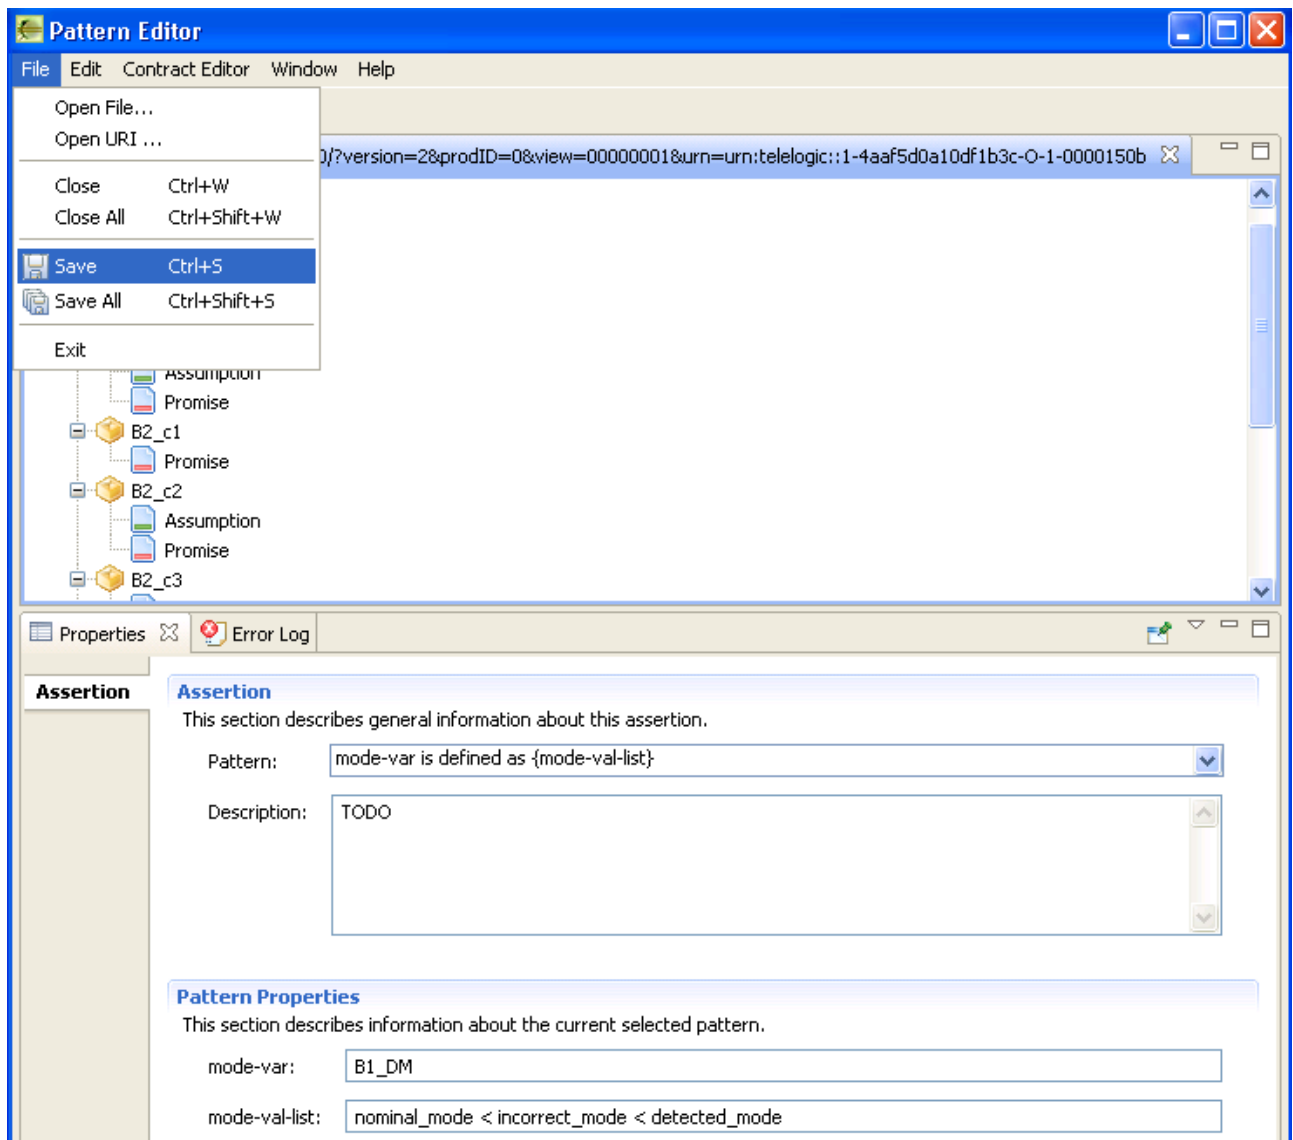 Pattern Editor
File Edit Contract Editor Window Help
Open File...
Open URI ...
/?version=2&prodID=0&view=00000001&urn=urn:telelogic::1-4aaf5d0a10df1b3c-O-1-0000150b
Close Ctrl+W
Close All Ctrl+Shift+W
Save Ctrl+S
Save All Ctrl+Shift+S
Exit
Assumption
Promise
B2_c1
Promise
B2_c2
Assumption
Promise
B2_c3
Properties Error Log
Assertion
Assertion
This section describes general information about this assertion.
Pattern: mode-var is defined as {mode-val-list}
Description: TODO
Pattern Properties
This section describes information about the current selected pattern.
mode-var: B1_DM
mode-val-list: nominal_mode < incorrect_mode < detected_mode